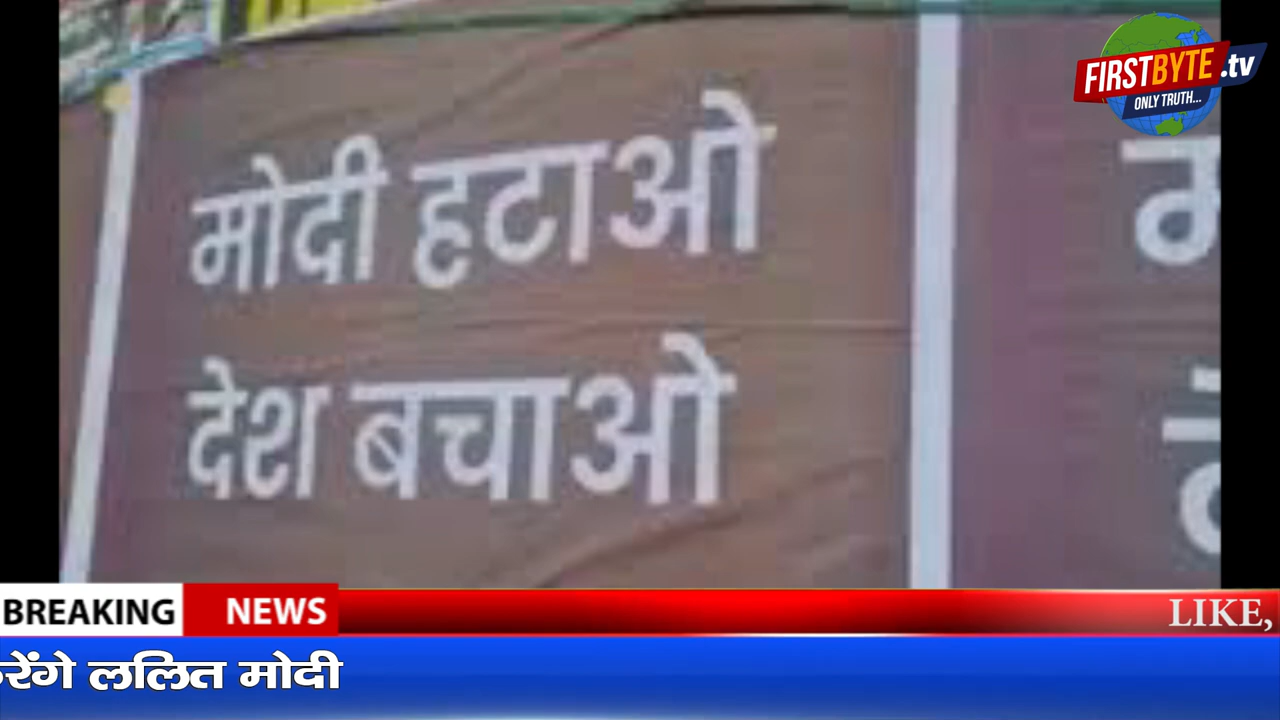 FIRSTBYTE.tv
ONLY TRUTH...
मोदी हटाओ
देश बचाओ
BREAKING NEWS
LIKE,
ललित मोदी